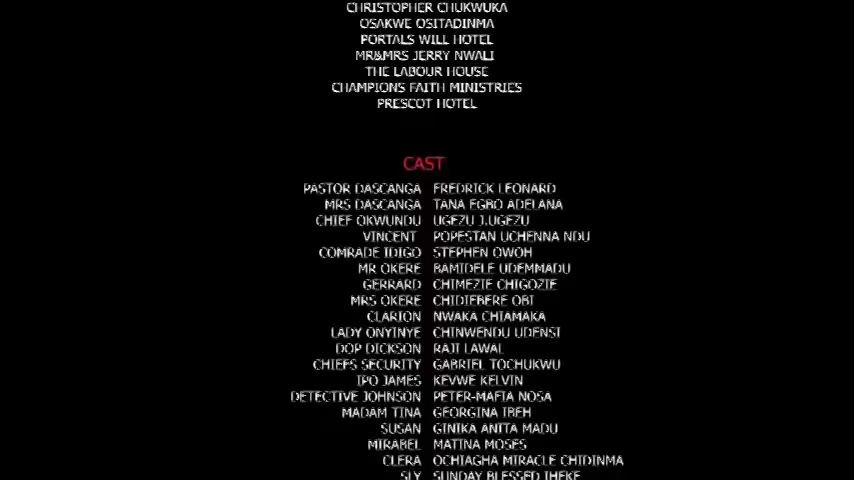 CHRISTOPHER CHUKWUKA
OSAKWE OSITADINMA
PORTALS WILL HOTEL
MR&MRS JERRY NWALI
THE LABOUR HOUSE
CHAMPIONS FAITH MINISTRIES
PRESCOT HOTEL
CAST
PASTOR DASCANGA FREDRICK LEONARD
MRS DASCANGA TANA EGBO ADELANA
CHIEF OKWUNDU UGEZU J.UGEZU
VINCENT POPESTAN UCHENNA NDU
COMRADE IDIGO STEPHEN OWOH
MR OKERE BAMIDELE UDEMMADU
GERRARD CHIMEZIE CHIGOZIE
MRS OKERE CHIDIEBERE OBI
CLARION NWAKA CHIAMAKA
LADY ONYINYE CHINWENDU UDENSI
DOP DICKSON RAJI LAWAL
CHIEFS SECURITY GABRIEL TOCHUKWU
IPO JAMES KEVWE KELVIN
DETECTIVE JOHNSON PETER-MAFIA NOSA
MADAM TINA GEORGINA IBEH
SUSAN GINIKA ANITA MADU
MIRABEL MATINA MOSES
CLERA OCHIAGHA MIRACLE CHIDINMA
SLY SUNDAY BLESSED IHEKE